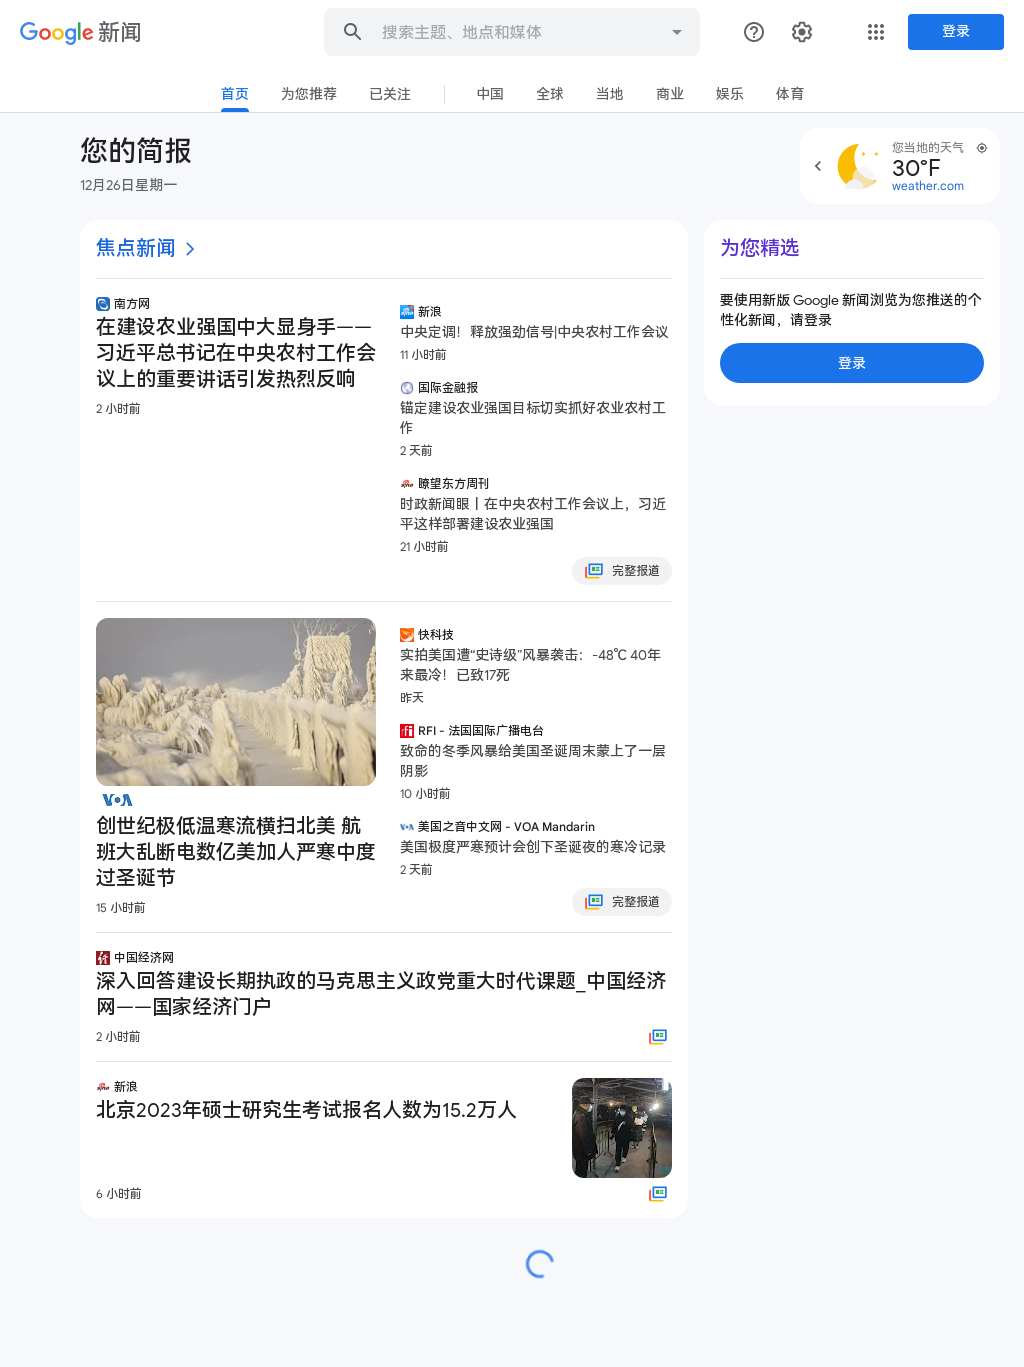 Google 新闻
搜索主题、地点和媒体
登录
首页
为您推荐
已关注
中国
全球
当地
商业
娱乐
体育
您的简报
12月26日星期一
您当地的天气
30°F
weather.com
焦点新闻
南方网
在建设农业强国中大显身手——
习近平总书记在中央农村工作会
议上的重要讲话引发热烈反响
2 小时前
新浪
中央定调！释放强劲信号|中央农村工作会议
11 小时前
国际金融报
锚定建设农业强国目标切实抓好农业农村工
作
2 天前
瞭望东方周刊
时政新闻眼丨在中央农村工作会议上，习近
平这样部署建设农业强国
21 小时前
完整报道
为您精选
要使用新版 Google 新闻浏览为您推送的个
性化新闻，请登录
登录
VOA
创世纪极低温寒流横扫北美 航
班大乱断电数亿美加人严寒中度
过圣诞节
15 小时前
快科技
实拍美国遭“史诗级”风暴袭击：-48℃ 40年
来最冷！已致17死
昨天
RFI - 法国国际广播电台
致命的冬季风暴给美国圣诞周末蒙上了一层
阴影
10 小时前
美国之音中文网 - VOA Mandarin
美国极度严寒预计会创下圣诞夜的寒冷记录
2 天前
完整报道
中国经济网
深入回答建设长期执政的马克思主义政党重大时代课题_中国经济
网——国家经济门户
2 小时前
新浪
北京2023年硕士研究生考试报名人数为15.2万人
6 小时前